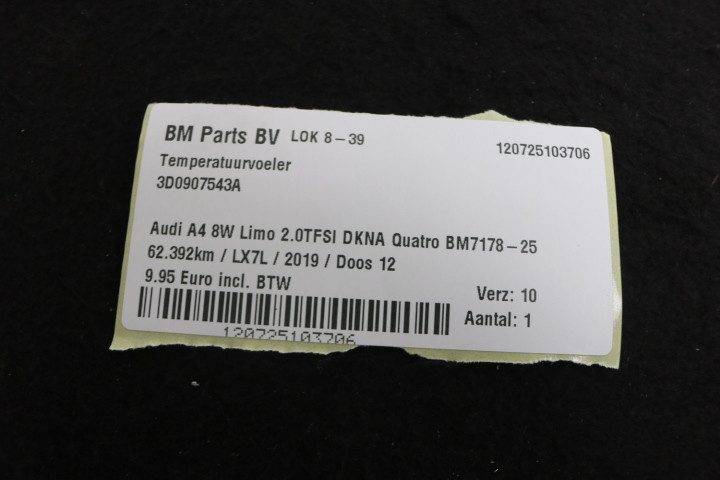 BM Parts BV LOK 8-39
120725103706
Temperatuurvoeler
3D0907543A
Audi A4 8W Limo 2.0TFSI DKNA Quatro BM7178-25
62.392km / LX7L / 2019 / Doos 12
9.95 Euro incl. BTW
Verz: 10
Aantal: 1
120725103706